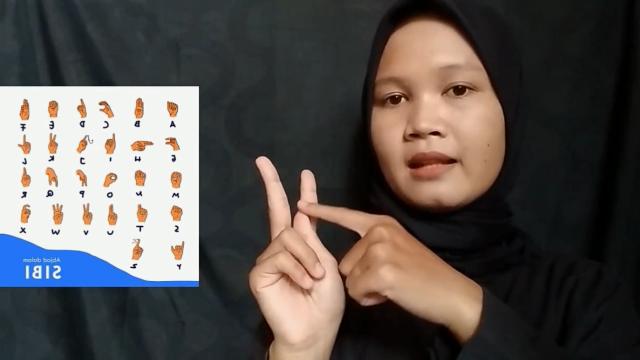 A B C D E F
G H I J K L
M N O P Q R
S T U V W X
Y Z
Abjad dalam
SIBI